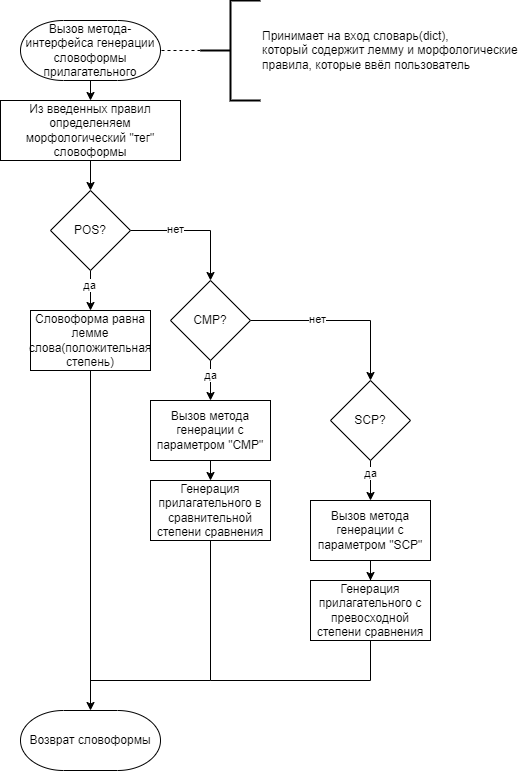 Вызов метода-
интерфейса генерации
словоформы
прилагательного
Принимает на вход словарь(dict),
который содержит лемму и морфологические
правила, которые ввёл пользователь
Из введенных правил
определяем
морфологический "тег"
словоформы
POS?
нет
да
Словоформа равна
лемме
слова(положительная
степень)
CMP?
нет
да
Вызов метода
генерации с
параметром "CMP"
Генерация
прилагательного в
сравнительной
степени сравнения
SCP?
да
Вызов метода
генерации с
параметром "SCP"
Генерация
прилагательного с
превосходной
степени сравнения
Возврат словоформы